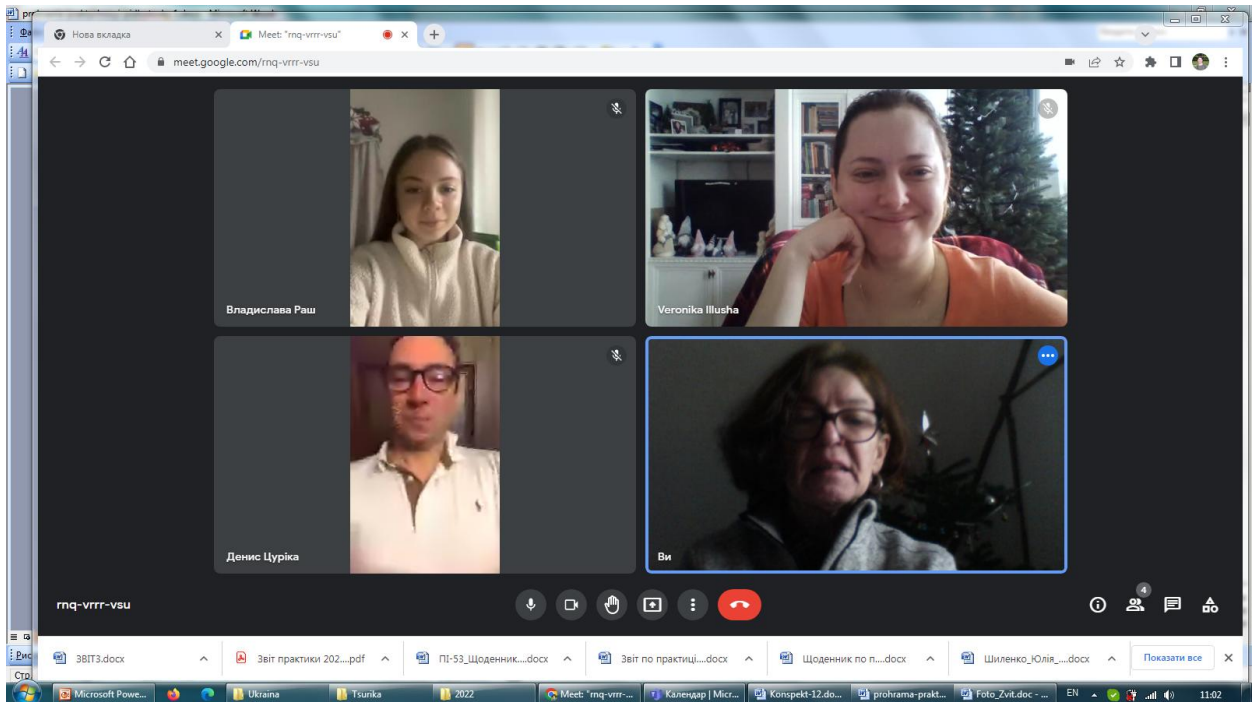 Нова вкладка
Meet: "rnq-vrrr-vsu"
meet.google.com/rnq-vrrr-vsu
Владислава Раш
Veronika Illusha
Денис Цуріка
Ви
rnq-vrrr-vsu
4
ЗВІТ3.docx
Звіт практики 202....pdf
ПІ-53_Щоденник....docx
Звіт по практиці....docx
Щоденник по п....docx
Шиленко_Юлія_....docx
Показати все
Microsoft Powe...
Ukraina
Tsurika
2022
Meet: "rnq-vrrr-...
Календар | Micr...
Konspekt-12.do...
prohrama-prakt...
Foto_Zvit.doc - ...
EN
11:02